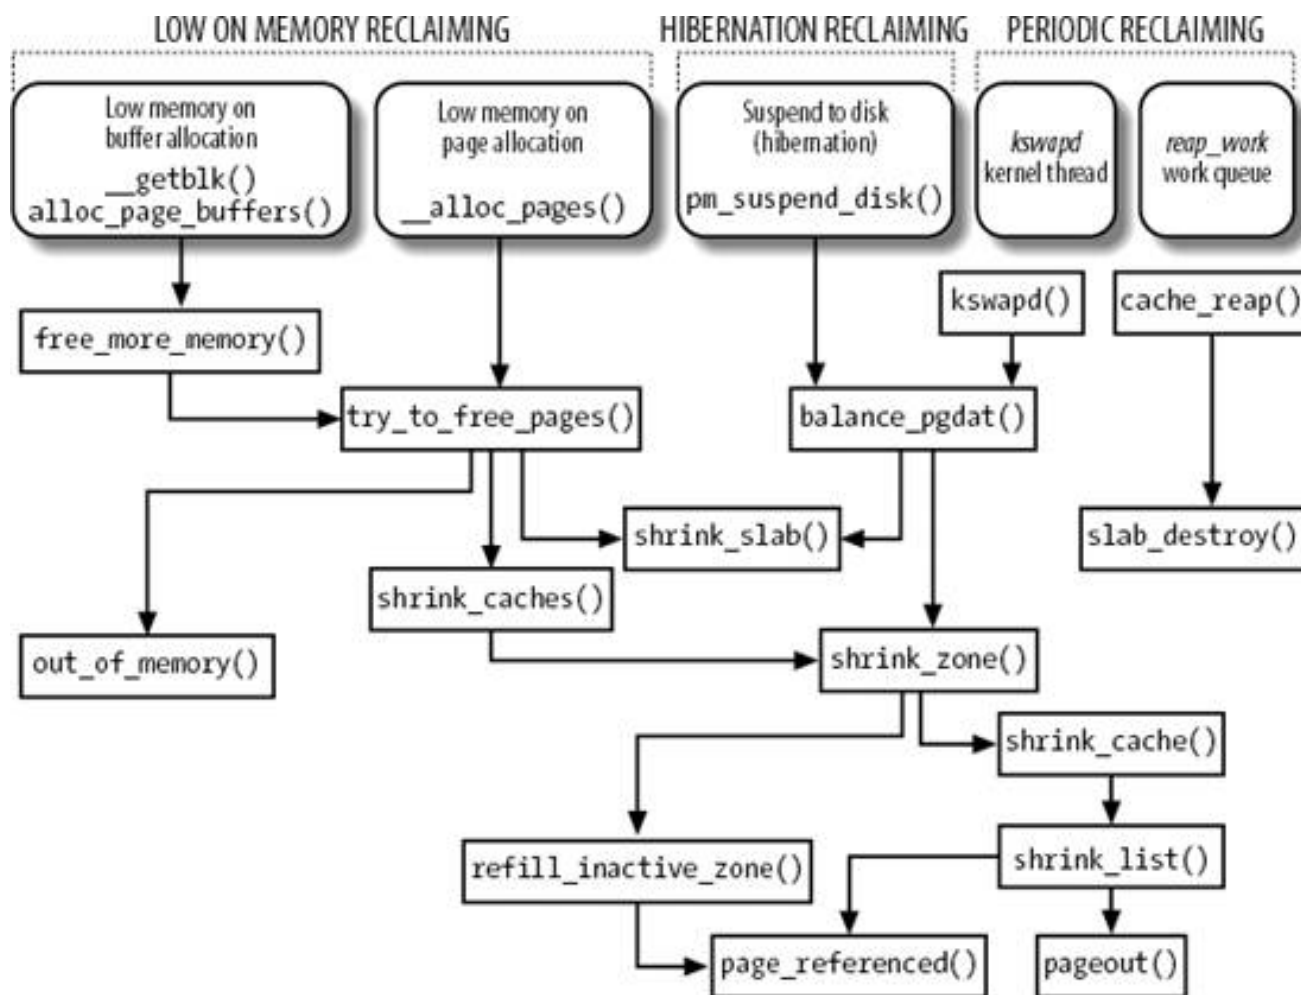 LOW ON MEMORY RECLAIMING
HIBERNATION RECLAIMING
PERIODIC RECLAIMING
Low memory on
buffer allocation
__getblk()
alloc_page_buffers()
Low memory on
page allocation
__alloc_pages()
Suspend to disk
(hibernation)
pm_suspend_disk()
kswapd
kernel thread
reap_work
work queue
kswapd()
cache_reap()
free_more_memory()
try_to_free_pages()
balance_pgdat()
shrink_slab()
slab_destroy()
shrink_caches()
out_of_memory()
shrink_zone()
shrink_cache()
refill_inactive_zone()
shrink_list()
page_referenced()
pageout()